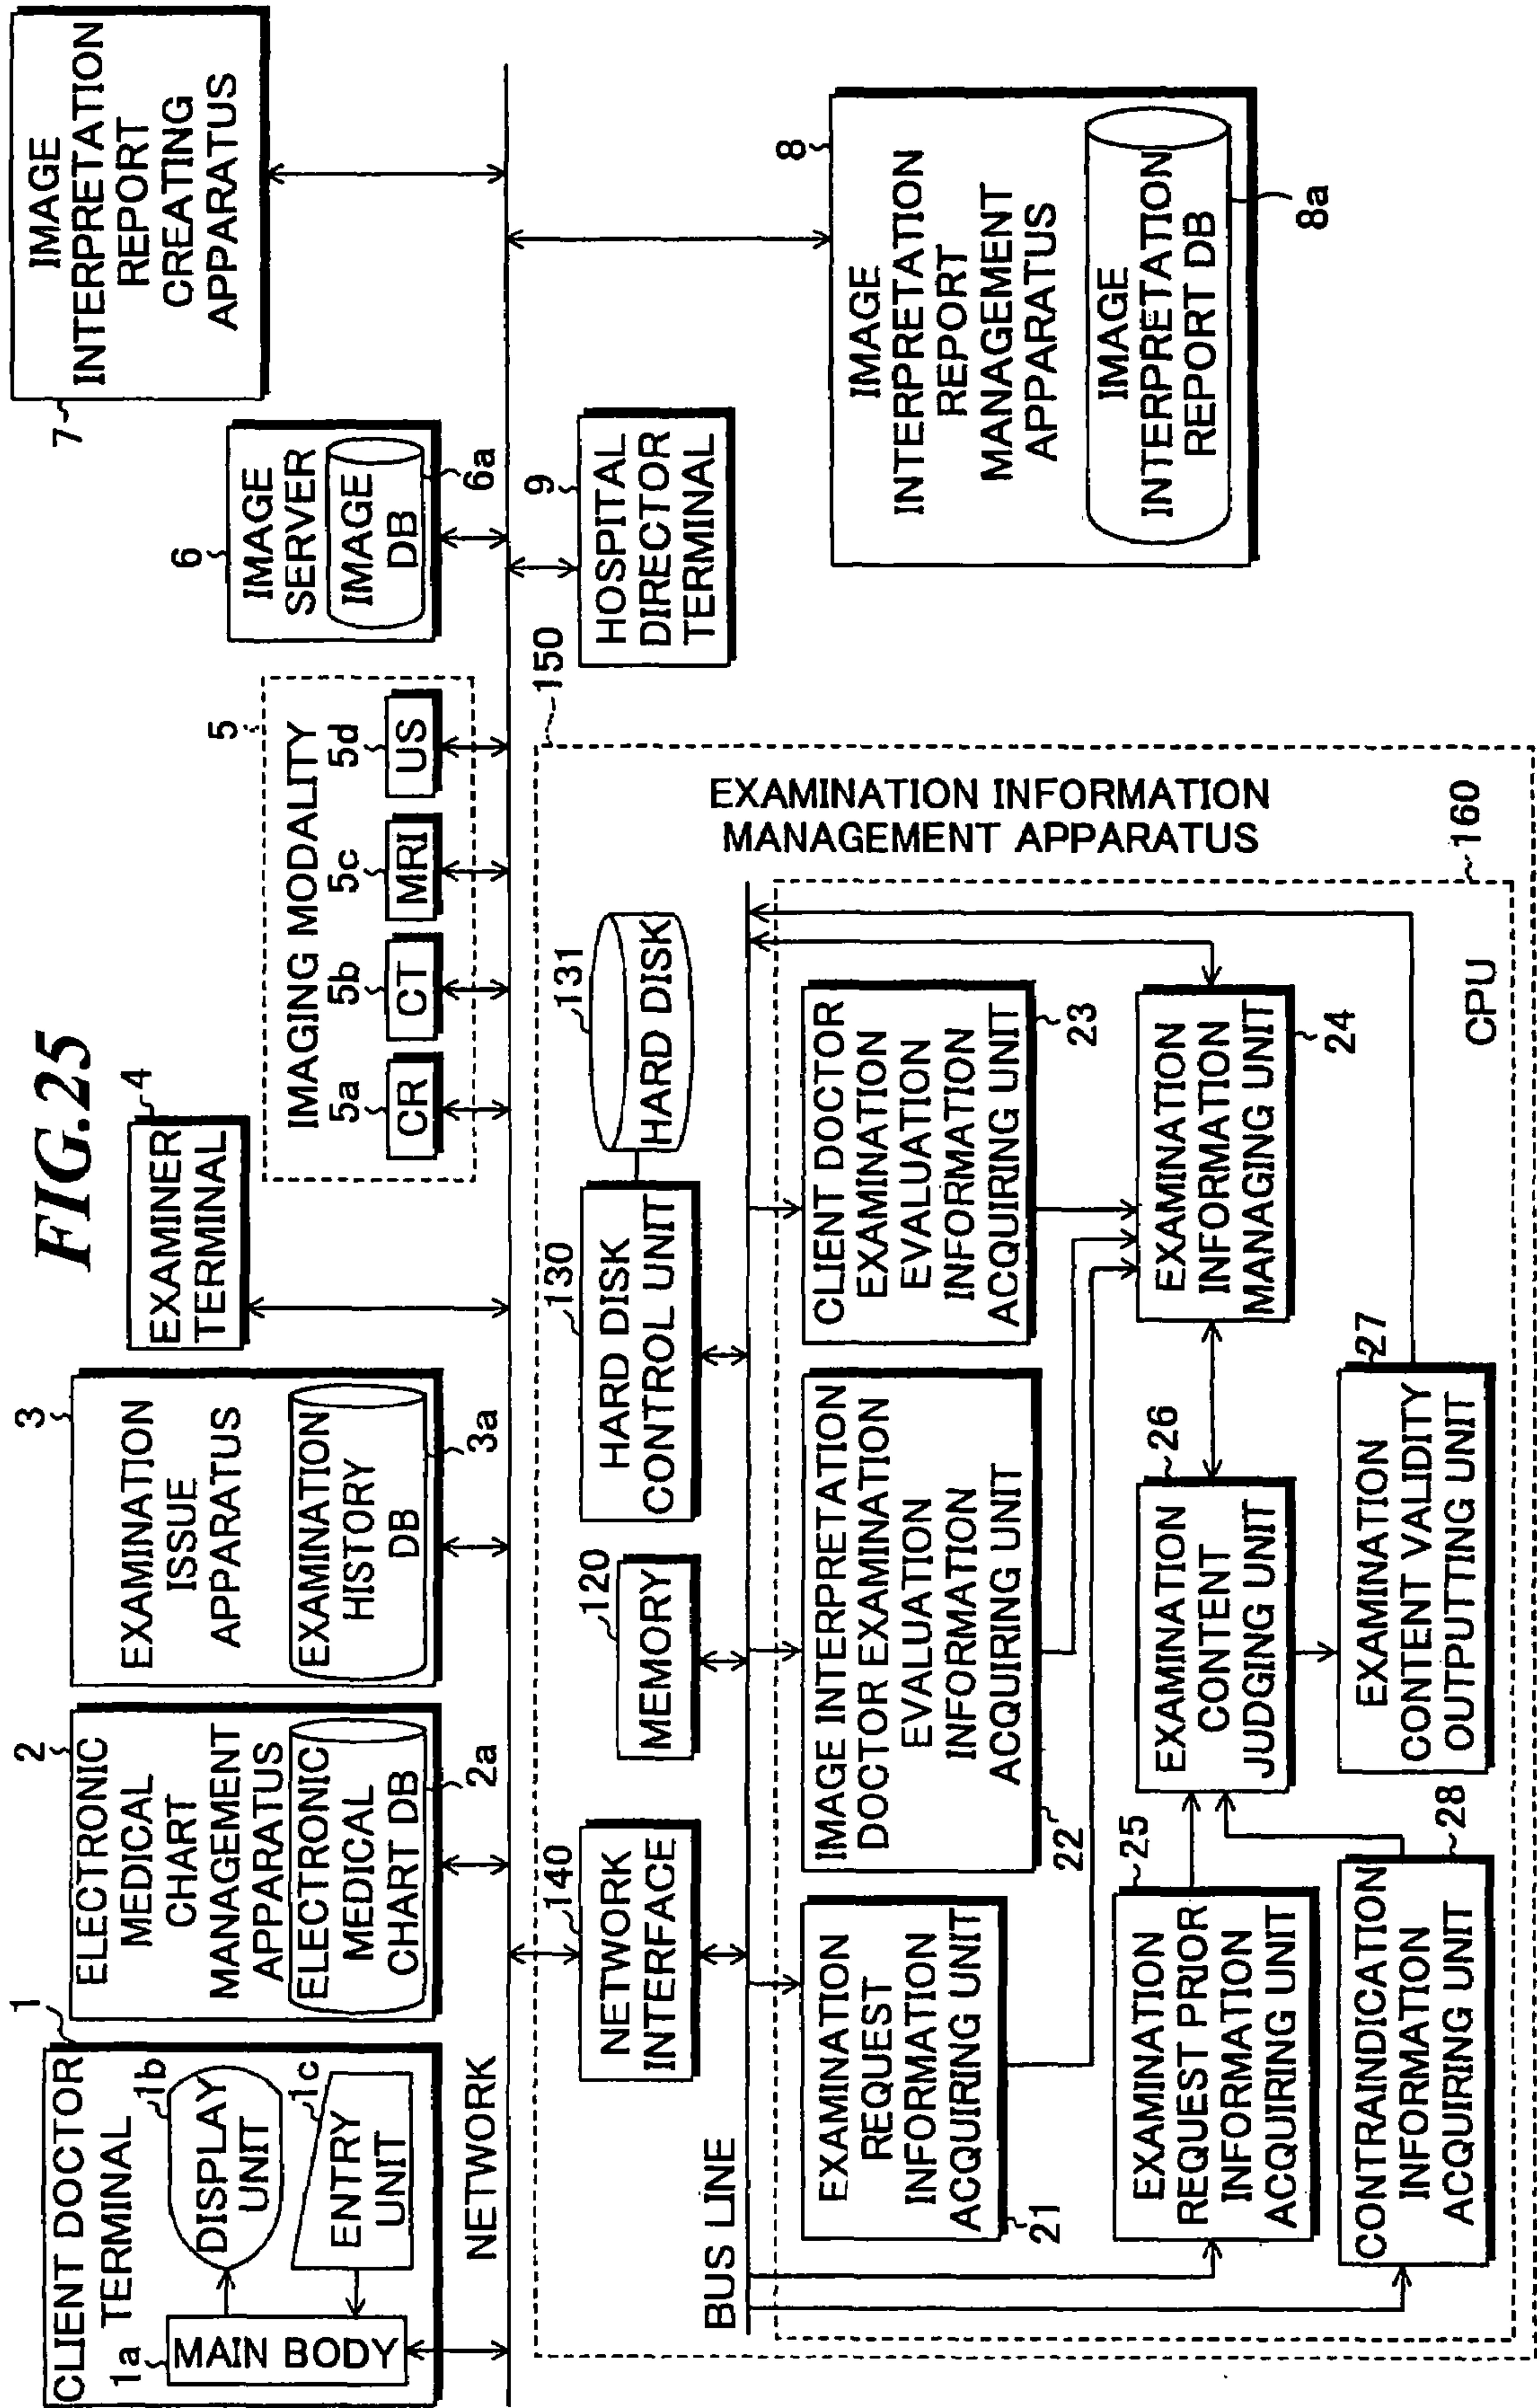 FIG.25
1
CLIENT DOCTOR
TERMINAL
1a
MAIN BODY
1b
DISPLAY
UNIT
1c
ENTRY
UNIT
2
ELECTRONIC
MEDICAL
CHART
MANAGEMENT
APPARATUS
ELECTRONIC
MEDICAL
CHART DB
2a
3
EXAMINATION
ISSUE
APPARATUS
EXAMINATION
HISTORY
DB
3a
4
EXAMINER
TERMINAL
5
IMAGING MODALITY
5a
CR
5b
CT
5c
MRI
5d
US
6
IMAGE
SERVER
IMAGE
DB
6a
7
IMAGE
INTERPRETATION
REPORT
CREATING
APPARATUS
NETWORK
9
HOSPITAL
DIRECTOR
TERMINAL
8
IMAGE
INTERPRETATION
REPORT
MANAGEMENT
APPARATUS
IMAGE
INTERPRETATION
REPORT DB
8a
150
EXAMINATION INFORMATION
MANAGEMENT APPARATUS
140
NETWORK
INTERFACE
120
MEMORY
130
HARD DISK
CONTROL UNIT
131
HARD DISK
BUS LINE
160
CPU
EXAMINATION
REQUEST
INFORMATION
ACQUIRING UNIT
21
IMAGE INTERPRETATION
DOCTOR EXAMINATION
EVALUATION
INFORMATION
ACQUIRING UNIT
22
CLIENT DOCTOR
EXAMINATION
EVALUATION
INFORMATION
ACQUIRING UNIT
23
25
EXAMINATION
REQUEST PRIOR
INFORMATION
ACQUIRING UNIT
26
EXAMINATION
CONTENT
JUDGING UNIT
EXAMINATION
INFORMATION
MANAGING UNIT
24
28
CONTRAINDICATION
INFORMATION
ACQUIRING UNIT
27
EXAMINATION
CONTENT VALIDITY
OUTPUTTING UNIT